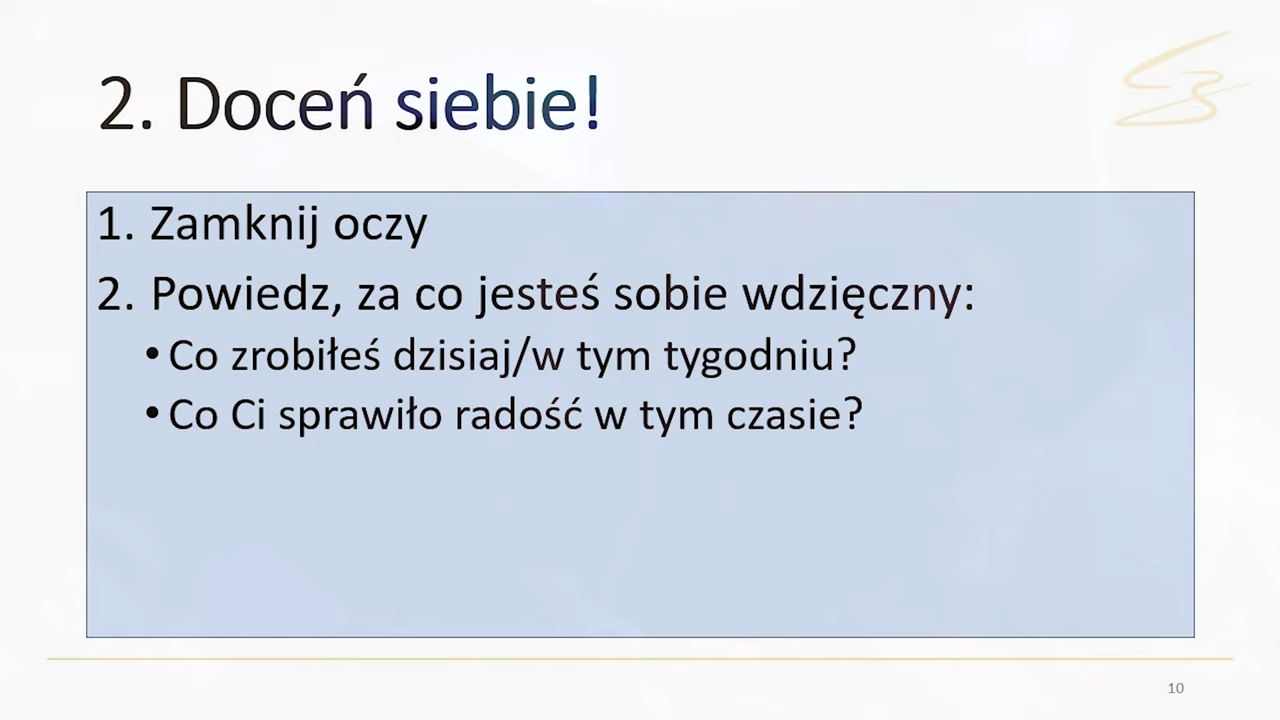 2. Doceń siebie!
1. Zamknij oczy
2. Powiedz, za co jesteś sobie wdzięczny:
• Co zrobiłeś dzisiaj/w tym tygodniu?
• Co Ci sprawiło radość w tym czasie?
10